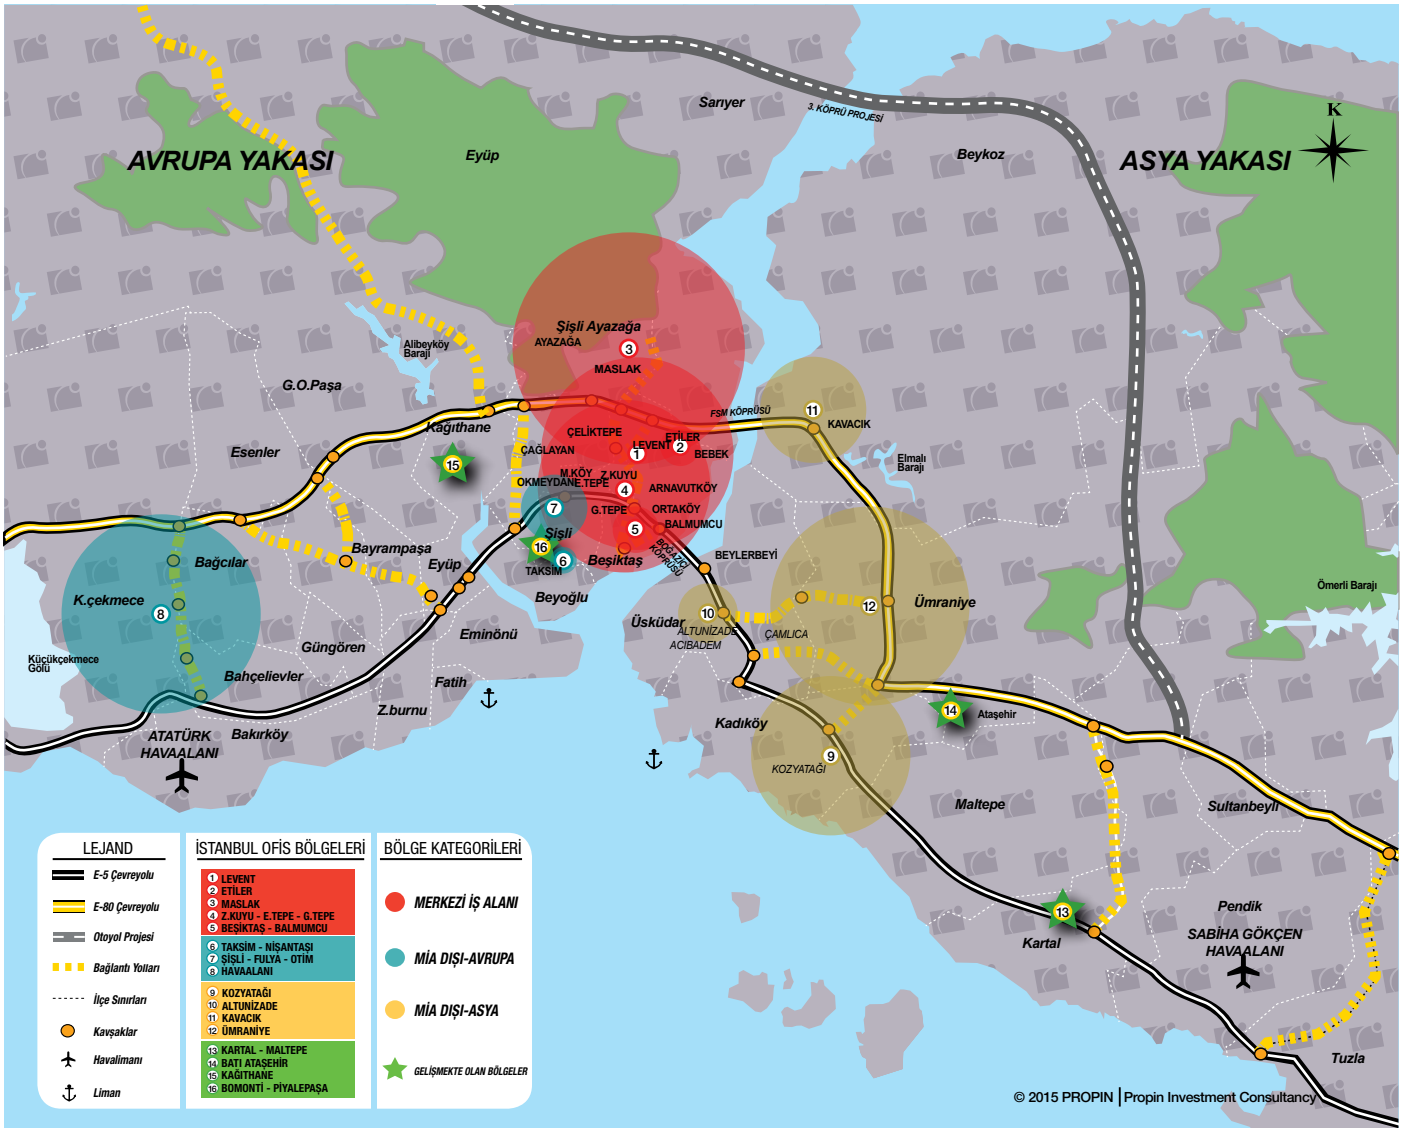 AVRUPA YAKASI
ASYA YAKASI
K
Sarıyer
3. KÖPRÜ PROJESİ
Eyüp
Beykoz
Şişli Ayazağa
AYAZAĞA
3
MASLAK
Alibeyköy
Barajı
G.O.Paşa
FSM KÖPRÜSÜ
11
KAVACIK
Kağıthane
ÇELİKTEPE
ETİLER
LEVENT
1
2
BEBEK
ÇAĞLAYAN
Esenler
15
Elmalı
Barajı
M.KÖY
Z.KUYU
OKMEYDANI
E.TEPE
4
ARNAVUTKÖY
7
G.TEPE
ORTAKÖY
5
BALMUMCU
Şişli
16
6
TAKSİM
Beşiktaş
BOĞAZİÇİ
KÖPRÜSÜ
BEYLERBEYİ
Bayrampaşa
Bağcılar
Eyüp
K.çekmece
8
Beyoğlu
Ömerli Barajı
12
Ümraniye
10
Üsküdar
ALTUNİZADE
ACIBADEM
ÇAMLICA
Eminönü
Güngören
Küçükçekmece
Gölü
Bahçelievler
Fatih
Z.burnu
Bakırköy
ATATÜRK
HAVAALANI
Kadıköy
14
Ataşehir
9
KOZYATAĞI
Maltepe
Sultanbeyli
13
Kartal
Pendik
SABİHA GÖKÇEN
HAVAALANI
Tuzla
LEJAND
E-5 Çevreyolu
E-80 Çevreyolu
Otoyol Projesi
Bağlantı Yolları
İlçe Sınırları
Kavşaklar
Havalimanı
Liman
İSTANBUL OFİS BÖLGELERİ
1 LEVENT
2 ETİLER
3 MASLAK
4 Z.KUYU - E.TEPE - G.TEPE
5 BEŞİKTAŞ - BALMUMCU
6 TAKSİM - NİŞANTAŞI
7 ŞİŞLİ - FULYA - OTİM
8 HAVAALANI
9 KOZYATAĞI
10 ALTUNİZADE
11 KAVACIK
12 ÜMRANİYE
13 KARTAL - MALTEPE
14 BATI ATAŞEHİR
15 KAĞITHANE
16 BOMONTİ - PİYALEPAŞA
BÖLGE KATEGORİLERİ
MERKEZİ İŞ ALANI
MİA DIŞI-AVRUPA
MİA DIŞI-ASYA
GELİŞMEKTE OLAN BÖLGELER
© 2015 PROPIN | Propin Investment Consultancy